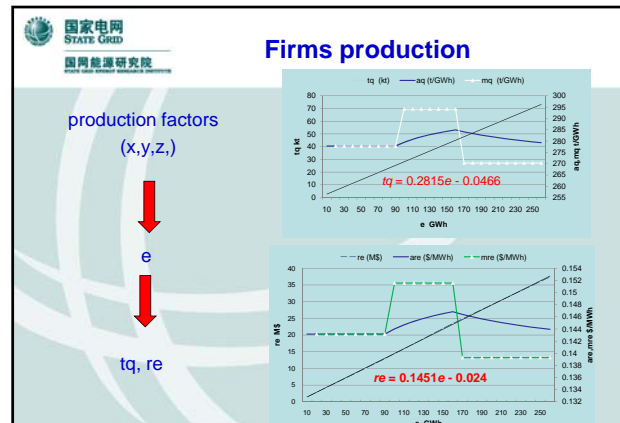 国家电网
STATE GRID
国网能源研究院
STATE GRID ENERGY RESEARCH INSTITUTE
Firms production
production factors
(x,y,z,)
e
tq, re
tq (kt) aq (t/GWh) mq (t/GWh)
80
70
60
50
40
30
20
10
0
tq kt
300
295
290
285
280
275
270
265
260
255
aq,mq t/GWh
tq = 0.2815e - 0.0466
10 30 50 70 90 110 130 150 170 190 210 230 250
e GWh
re (M$) are ($/MWh) mre ($/MWh)
40
35
30
25
20
15
10
5
0
re M$
0.154
0.152
0.15
0.148
0.146
0.144
0.142
0.14
0.138
0.136
0.134
0.132
are,mre $/MWh
re = 0.1451e - 0.024
10 30 50 70 90 110 130 150 170 190 210 230 250
e GWh